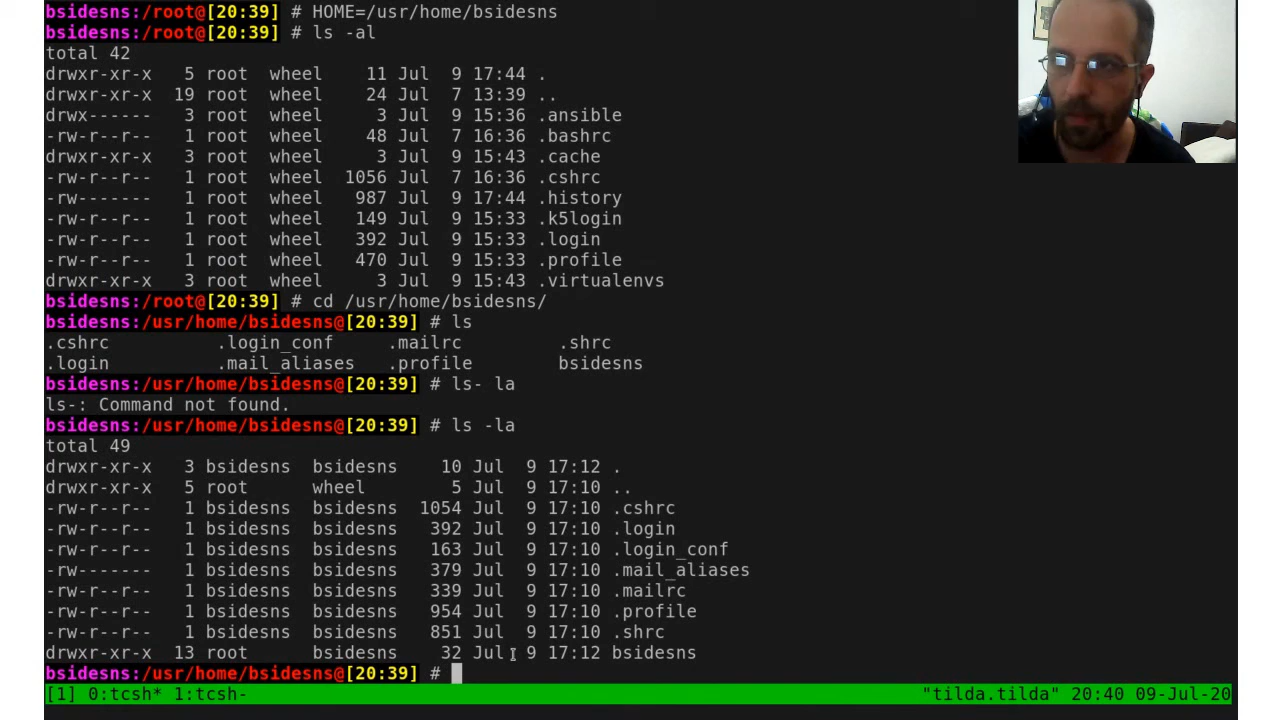 bsidesns:/root@[20:39] # HOME=/usr/home/bsidesns
bsidesns:/root@[20:39] # ls -al
total 42
drwxr-xr-x   5 root  wheel    11 Jul  9 17:44 .
drwxr-xr-x  19 root  wheel    24 Jul  7 13:39 ..
drwx------   3 root  wheel     3 Jul  9 15:36 .ansible
-rw-r--r--   1 root  wheel    48 Jul  7 16:36 .bashrc
drwxr-xr-x   3 root  wheel     3 Jul  9 15:43 .cache
-rw-r--r--   1 root  wheel  1056 Jul  7 16:36 .cshrc
-rw-------   1 root  wheel   987 Jul  9 17:44 .history
-rw-r--r--   1 root  wheel   149 Jul  9 15:33 .k5login
-rw-r--r--   1 root  wheel   392 Jul  9 15:33 .login
-rw-r--r--   1 root  wheel   470 Jul  9 15:33 .profile
drwxr-xr-x   3 root  wheel     3 Jul  9 15:43 .virtualenvs
bsidesns:/root@[20:39] # cd /usr/home/bsidesns/
bsidesns:/usr/home/bsidesns@[20:39] # ls
.cshrc          .login_conf     .mailrc         .shrc
.login          .mail_aliases   .profile        bsidesns
bsidesns:/usr/home/bsidesns@[20:39] # ls- la
ls-: Command not found.
bsidesns:/usr/home/bsidesns@[20:39] # ls -la
total 49
drwxr-xr-x   3 bsidesns  bsidesns    10 Jul  9 17:12 .
drwxr-xr-x   5 root      wheel        5 Jul  9 17:10 ..
-rw-r--r--   1 bsidesns  bsidesns  1054 Jul  9 17:10 .cshrc
-rw-r--r--   1 bsidesns  bsidesns   392 Jul  9 17:10 .login
-rw-r--r--   1 bsidesns  bsidesns   163 Jul  9 17:10 .login_conf
-rw-------   1 bsidesns  bsidesns   379 Jul  9 17:10 .mail_aliases
-rw-r--r--   1 bsidesns  bsidesns   339 Jul  9 17:10 .mailrc
-rw-r--r--   1 bsidesns  bsidesns   954 Jul  9 17:10 .profile
-rw-r--r--   1 bsidesns  bsidesns   851 Jul  9 17:10 .shrc
drwxr-xr-x  13 root      bsidesns    32 Jul  9 17:12 bsidesns
bsidesns:/usr/home/bsidesns@[20:39] #
[1] 0:tcsh* 1:tcsh- "tilda.tilda" 20:40 09-Jul-20